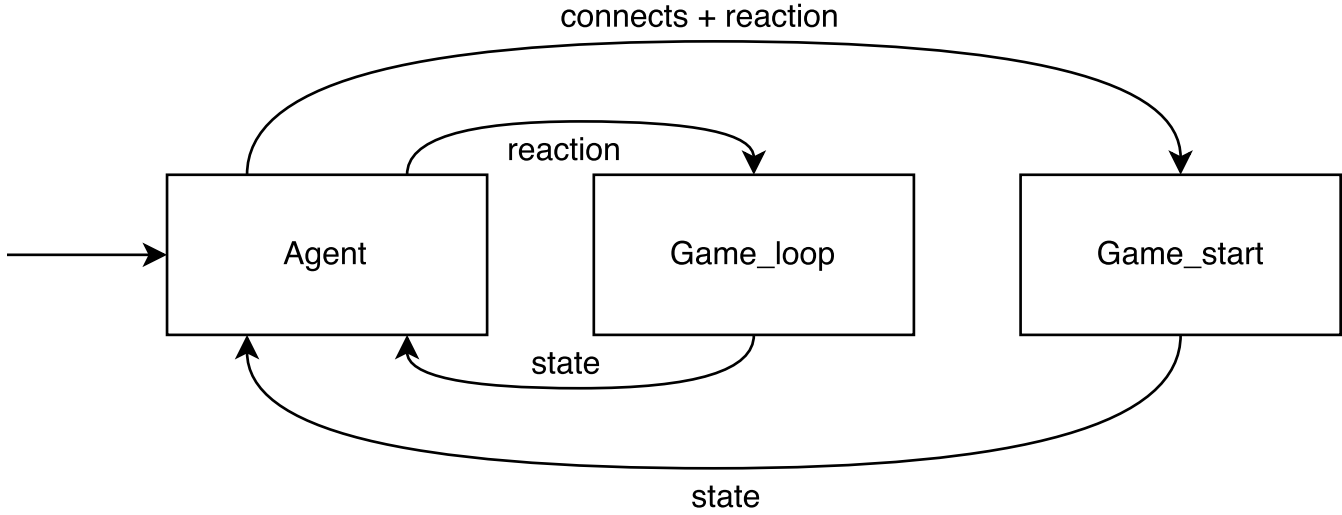 connects + reaction
reaction
Agent
Game_loop
Game_start
state
state